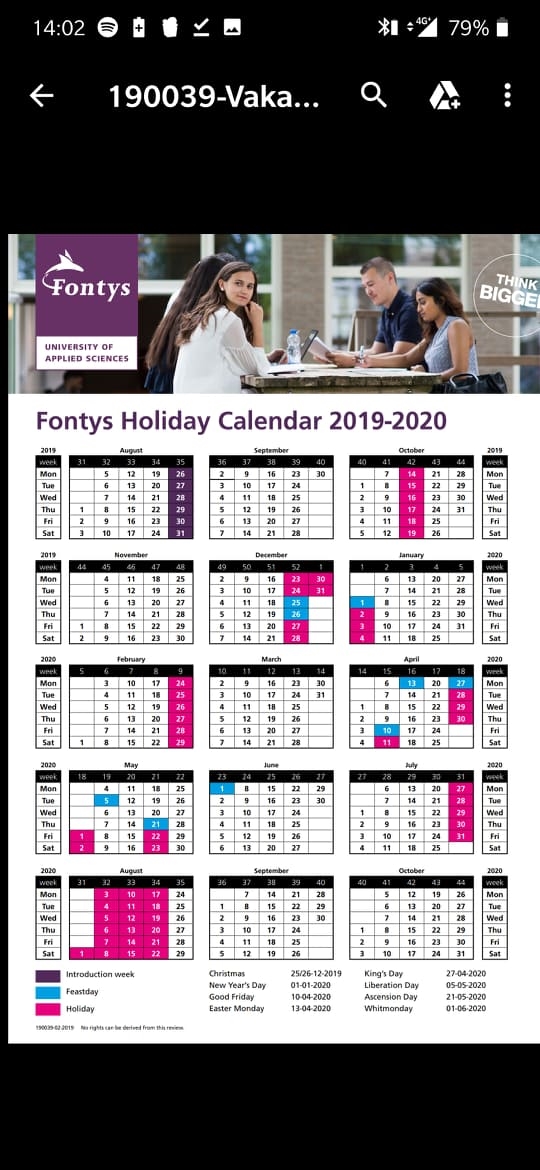 14:02 4G+ 79%
190039-Vaka...
Fontys
UNIVERSITY OF
APPLIED SCIENCES
THINK
BIGGE
Fontys Holiday Calendar 2019-2020
2019 August September October 2019
week 31 32 33 34 35 36 37 38 39 40 40 41 42 43 44 week
Mon 5 12 19 26 2 9 16 23 30 7 14 21 28 Mon
Tue 6 13 20 27 3 10 17 24 1 8 15 22 29 Tue
Wed 7 14 21 28 4 11 18 25 2 9 16 23 30 Wed
Thu 1 8 15 22 29 5 12 19 26 3 10 17 24 31 Thu
Fri 2 9 16 23 30 6 13 20 27 4 11 18 25 Fri
Sat 3 10 17 24 31 7 14 21 28 5 12 19 26 Sat
2019 November December January 2020
week 44 45 46 47 48 49 50 51 52 1 1 2 3 4 5 week
Mon 4 11 18 25 2 9 16 23 30 6 13 20 27 Mon
Tue 5 12 19 26 3 10 17 24 31 7 14 21 28 Tue
Wed 6 13 20 27 4 11 18 25 1 8 15 22 29 Wed
Thu 7 14 21 28 5 12 19 26 2 9 16 23 30 Thu
Fri 1 8 15 22 29 6 13 20 27 3 10 17 24 31 Fri
Sat 2 9 16 23 30 7 14 21 28 4 11 18 25 Sat
2020 February March April 2020
week 5 6 7 8 9 10 11 12 13 14 14 15 16 17 18 week
Mon 3 10 17 24 2 9 16 23 30 6 13 20 27 Mon
Tue 4 11 18 25 3 10 17 24 31 7 14 21 28 Tue
Wed 5 12 19 26 4 11 18 25 1 8 15 22 29 Wed
Thu 6 13 20 27 5 12 19 26 2 9 16 23 30 Thu
Fri 7 14 21 28 6 13 20 27 3 10 17 24 Fri
Sat 1 8 15 22 29 7 14 21 28 4 11 18 25 Sat
2020 May June July 2020
week 18 19 20 21 22 23 24 25 26 27 27 28 29 30 31 week
Mon 4 11 18 25 1 8 15 22 29 6 13 20 27 Mon
Tue 5 12 19 26 2 9 16 23 30 7 14 21 28 Tue
Wed 6 13 20 27 3 10 17 24 1 8 15 22 29 Wed
Thu 7 14 21 28 4 11 18 25 2 9 16 23 30 Thu
Fri 1 8 15 22 29 5 12 19 26 3 10 17 24 31 Fri
Sat 2 9 16 23 30 6 13 20 27 4 11 18 25 Sat
2020 August September October 2020
week 31 32 33 34 35 36 37 38 39 40 40 41 42 43 44 week
Mon 3 10 17 24 7 14 21 28 5 12 19 26 Mon
Tue 4 11 18 25 1 8 15 22 29 6 13 20 27 Tue
Wed 5 12 19 26 2 9 16 23 30 7 14 21 28 Wed
Thu 6 13 20 27 3 10 17 24 1 8 15 22 29 Thu
Fri 7 14 21 28 4 11 18 25 2 9 16 23 30 Fri
Sat 1 8 15 22 29 5 12 19 26 3 10 17 24 31 Sat
Introduction week
Feastday
Holiday
Christmas 25/26-12-2019 King's Day 27-04-2020
New Year's Day 01-01-2020 Liberation Day 05-05-2020
Good Friday 10-04-2020 Ascension Day 21-05-2020
Easter Monday 13-04-2020 Whitmonday 01-06-2020
190039-02-2019 No rights can be derived from this review.